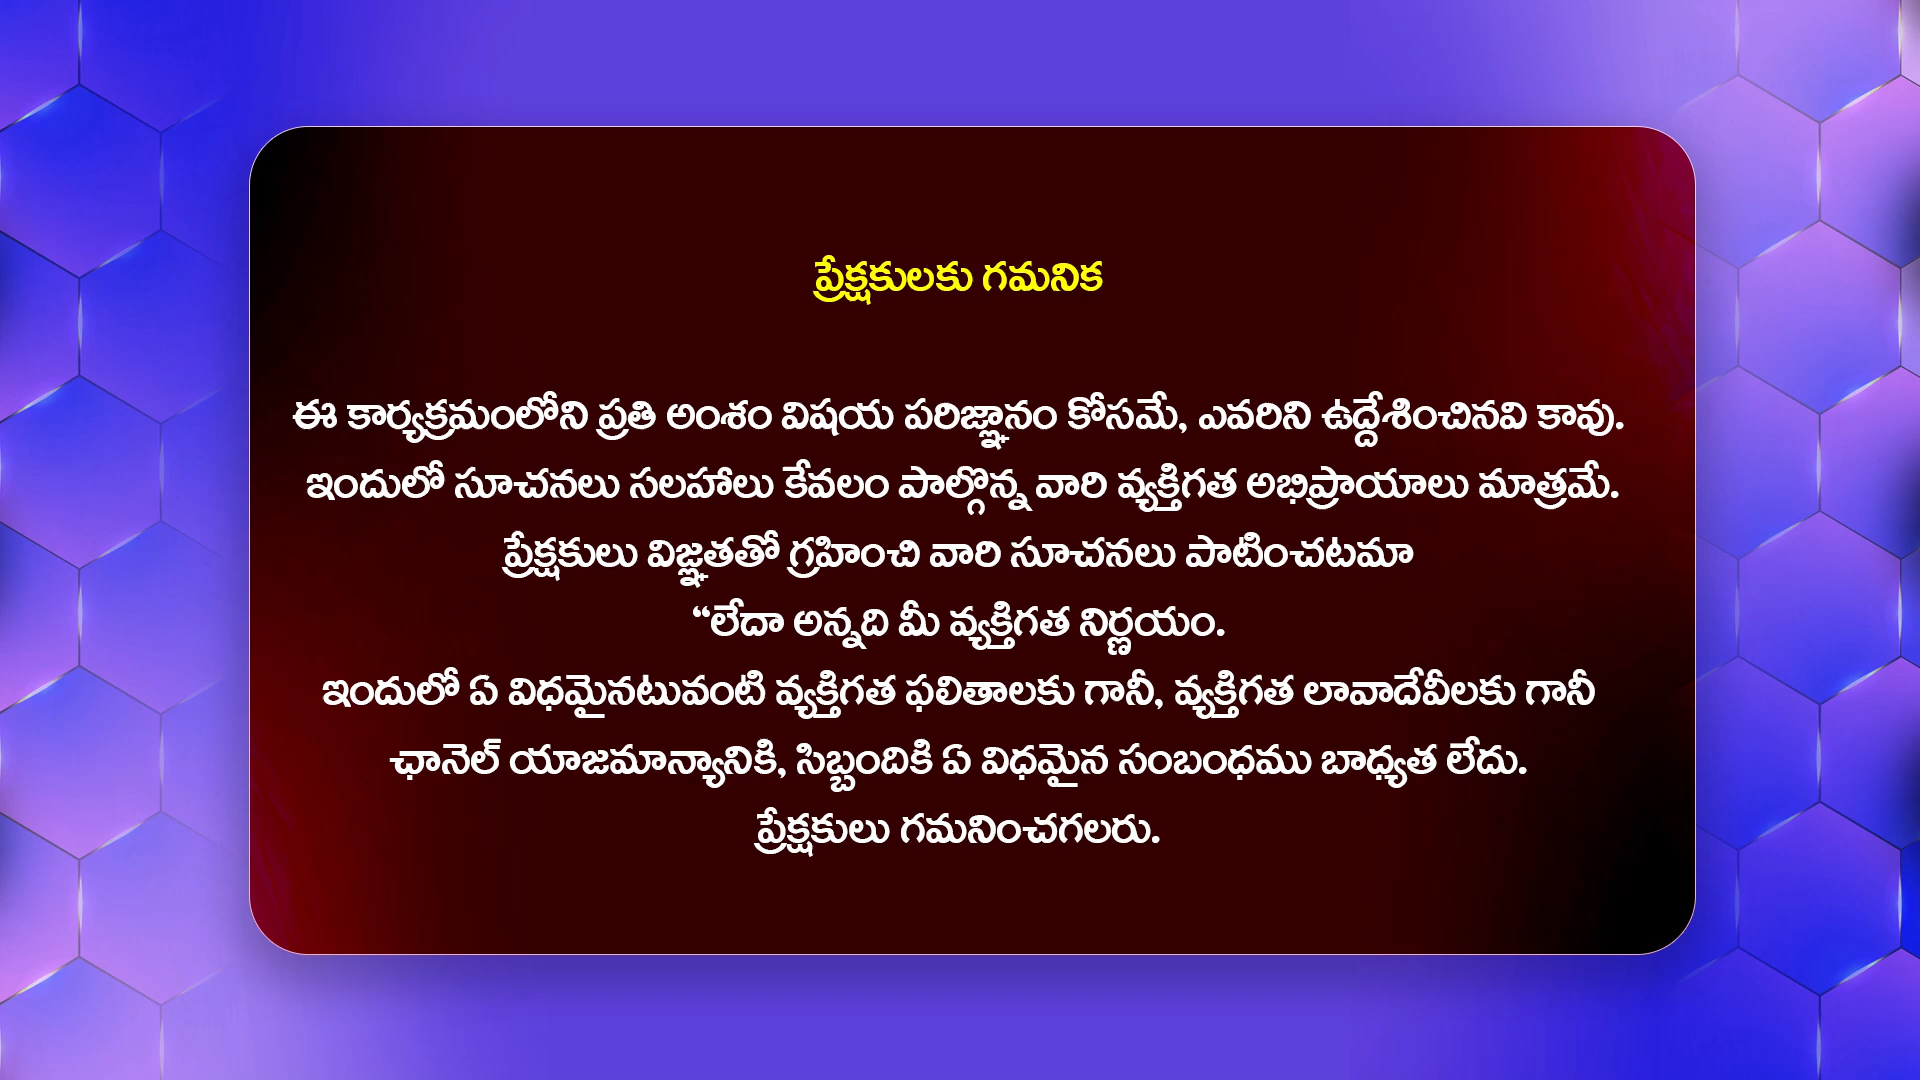 ప్రేక్షకులకు గమనిక
ఈ కార్యక్రమంలోని ప్రతి అంశం విషయ పరిజ్ఞానం కోసమే, ఎవరిని ఉద్దేశించినవి కావు.
ఇందులో సూచనలు సలహాలు కేవలం పాల్గొన్న వారి వ్యక్తిగత అభిప్రాయాలు మాత్రమే.
ప్రేక్షకులు విజ్ఞతతో గ్రహించి వారి సూచనలు పాటించటమా
“లేదా అన్నది మీ వ్యక్తిగత నిర్ణయం.
ఇందులో ఏ విధమైనటువంటి వ్యక్తిగత ఫలితాలకు గానీ, వ్యక్తిగత లావాదేవీలకు గానీ
ఛానెల్ యాజమాన్యానికి, సిబ్బందికి ఏ విధమైన సంబంధము బాధ్యత లేదు.
ప్రేక్షకులు గమనించగలరు.